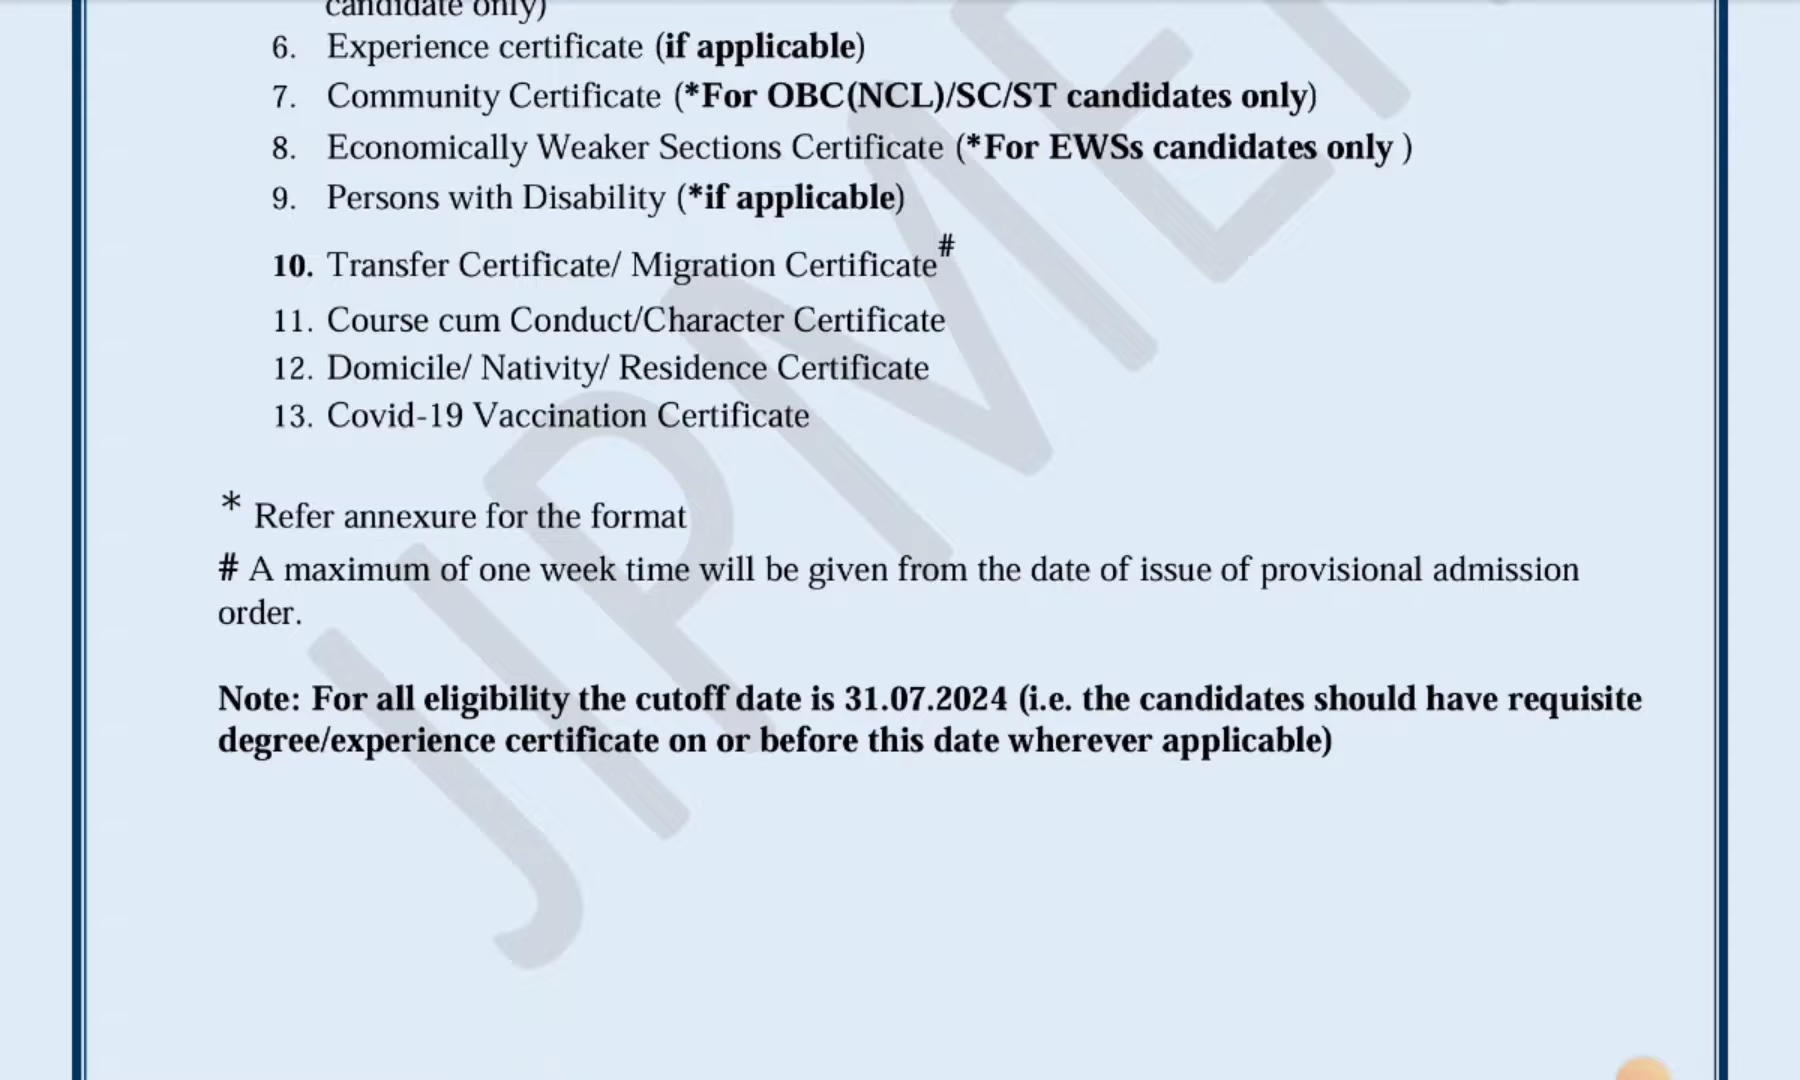 candidate only)
6. Experience certificate (if applicable)
7. Community Certificate (*For OBC(NCL)/SC/ST candidates only)
8. Economically Weaker Sections Certificate (*For EWSs candidates only )
9. Persons with Disability (*if applicable)
10. Transfer Certificate/ Migration Certificate#
11. Course cum Conduct/Character Certificate
12. Domicile/ Nativity/ Residence Certificate
13. Covid-19 Vaccination Certificate
* Refer annexure for the format
# A maximum of one week time will be given from the date of issue of provisional admission
order.
Note: For all eligibility the cutoff date is 31.07.2024 (i.e. the candidates should have requisite
degree/experience certificate on or before this date wherever applicable)
JIPMER